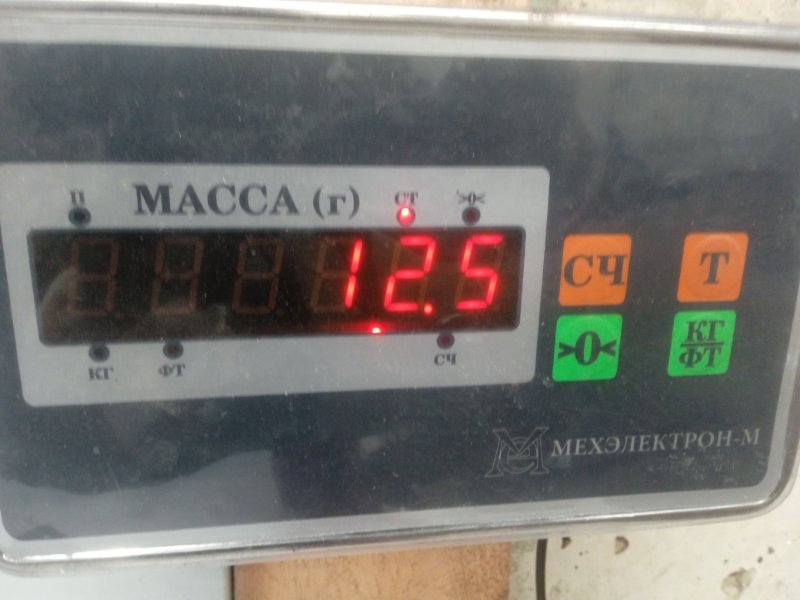 П МАССА (г) СТ >0<
12.5
КГ ФТ СЧ
СЧ Т
>0< КГ/ФТ
МЕХЭЛЕКТРОН-М